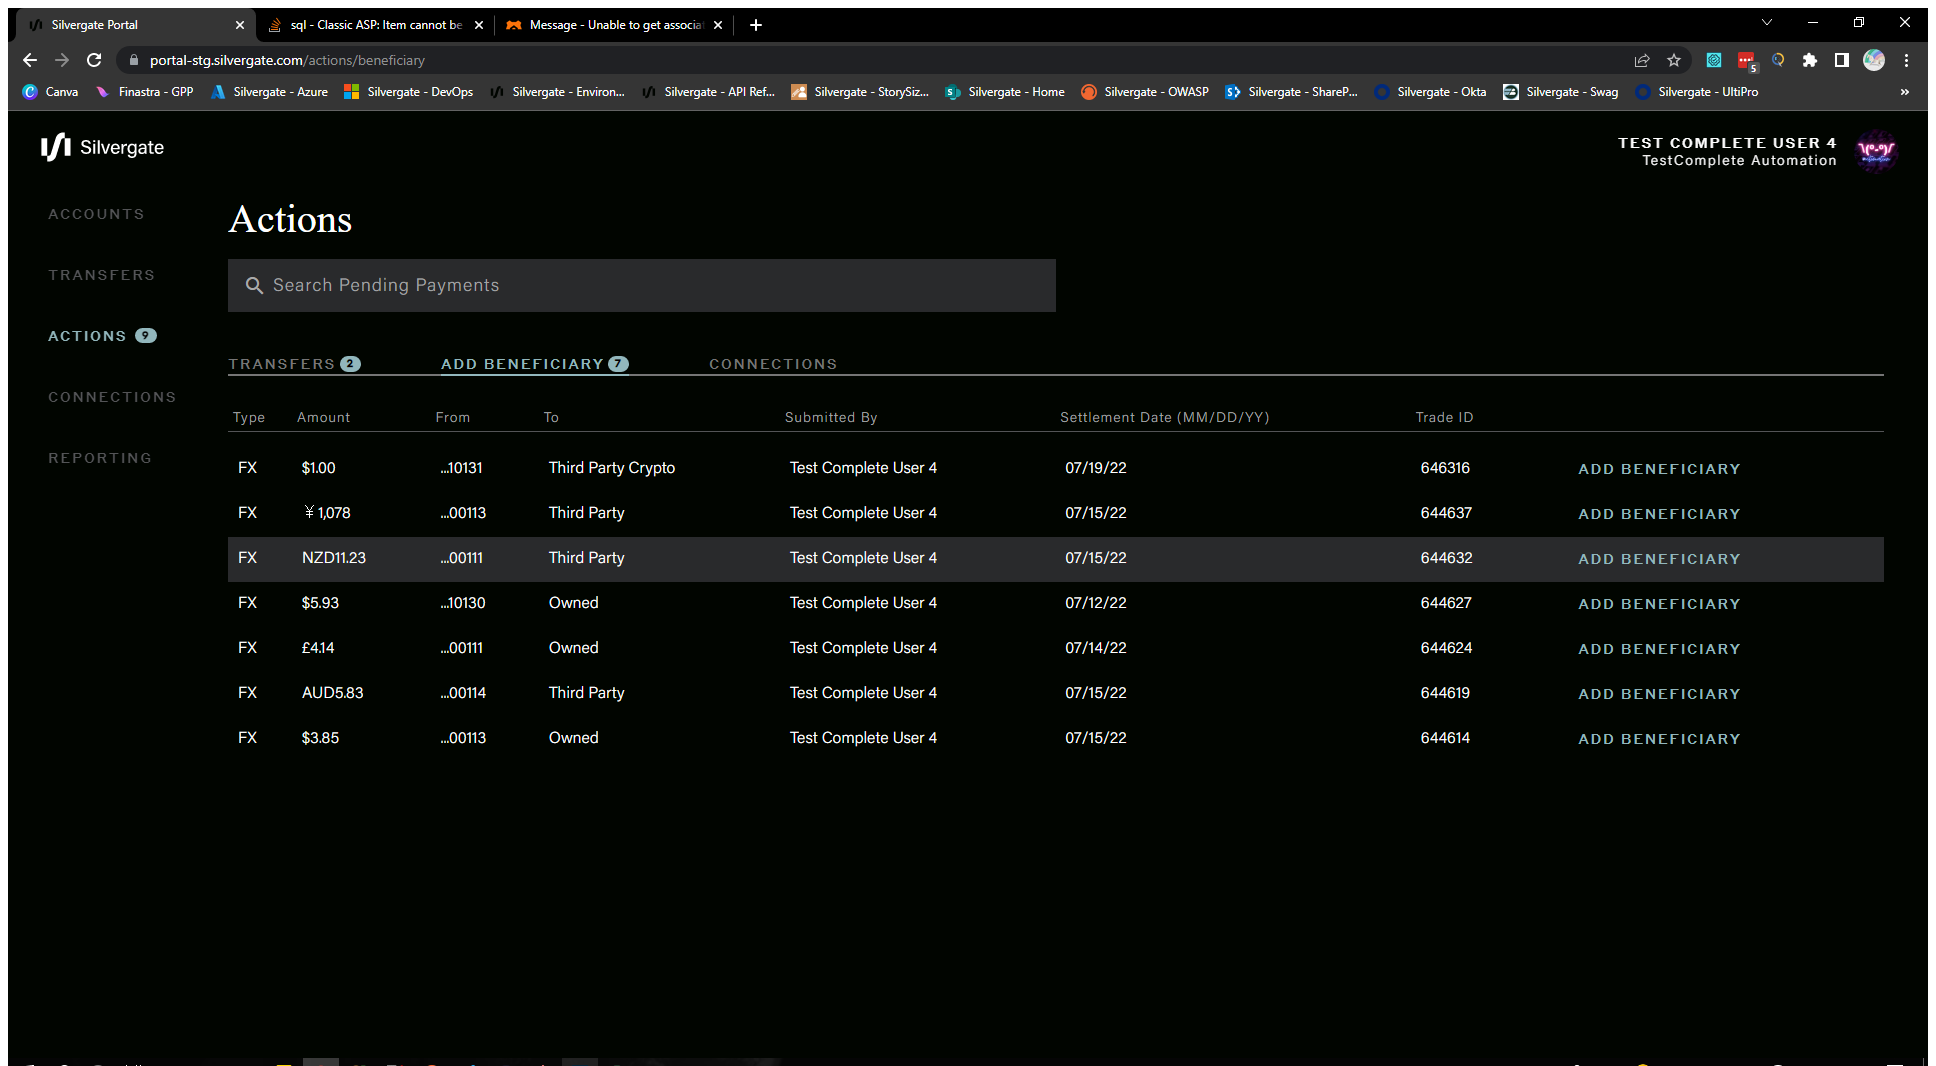 Silvergate Portal
sql - Classic ASP: Item cannot be
Message - Unable to get associa
portal-stg.silvergate.com/actions/beneficiary
5
Canva Finastra - GPP Silvergate - Azure Silvergate - DevOps Silvergate - Environ... Silvergate - API Ref... Silvergate - StorySiz... Silvergate - Home Silvergate - OWASP Silvergate - ShareP... Silvergate - Okta Silvergate - Swag Silvergate - UltiPro »
Silvergate
TEST COMPLETE USER 4
TestComplete Automation
ACCOUNTS
TRANSFERS
ACTIONS 9
CONNECTIONS
REPORTING
Actions
Search Pending Payments
TRANSFERS 2 ADD BENEFICIARY 7 CONNECTIONS
Type Amount From To Submitted By Settlement Date (MM/DD/YY) Trade ID
FX $1.00 ...10131 Third Party Crypto Test Complete User 4 07/19/22 646316 ADD BENEFICIARY
FX ¥1,078 ...00113 Third Party Test Complete User 4 07/15/22 644637 ADD BENEFICIARY
FX NZD11.23 ...00111 Third Party Test Complete User 4 07/15/22 644632 ADD BENEFICIARY
FX $5.93 ...10130 Owned Test Complete User 4 07/12/22 644627 ADD BENEFICIARY
FX £4.14 ...00111 Owned Test Complete User 4 07/14/22 644624 ADD BENEFICIARY
FX AUD5.83 ...00114 Third Party Test Complete User 4 07/15/22 644619 ADD BENEFICIARY
FX $3.85 ...00113 Owned Test Complete User 4 07/15/22 644614 ADD BENEFICIARY